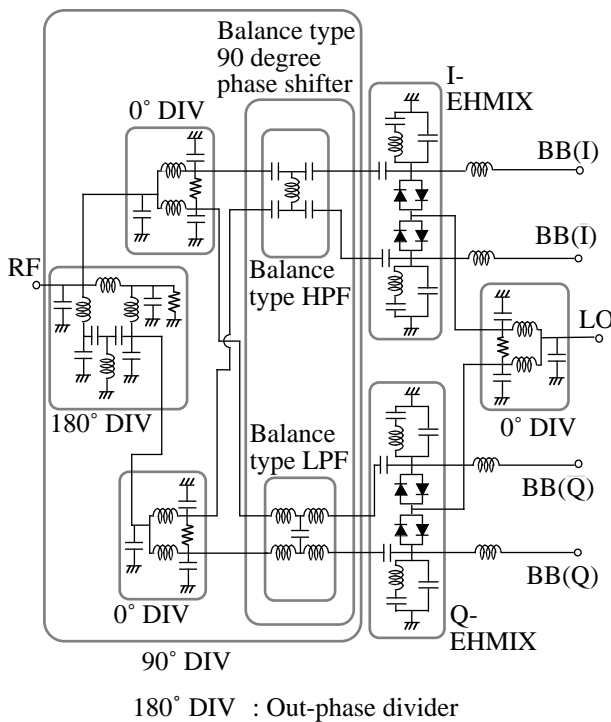 Balance type
90 degree
phase shifter
I-
EHMIX
0° DIV
BB(I)
BB(Ī)
RF
Balance
type HPF
LO
180° DIV
0° DIV
Balance
type LPF
BB(Q̄)
BB(Q)
0° DIV
Q-
EHMIX
90° DIV
180° DIV : Out-phase divider